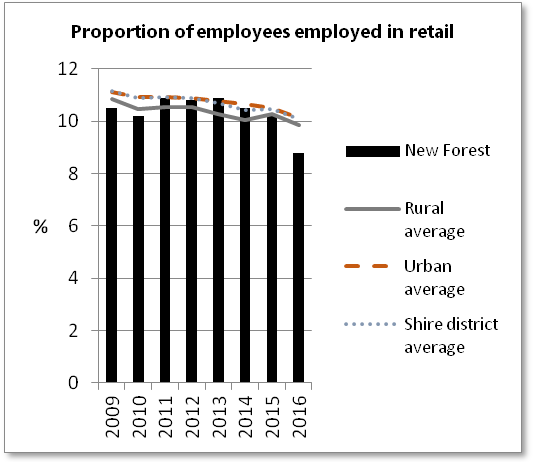 Proportion of employees employed in retail
12
10
8
6
4
2
0
%
2009
2010
2011
2012
2013
2014
2015
2016
New Forest
Rural
average
Urban
average
Shire district
average